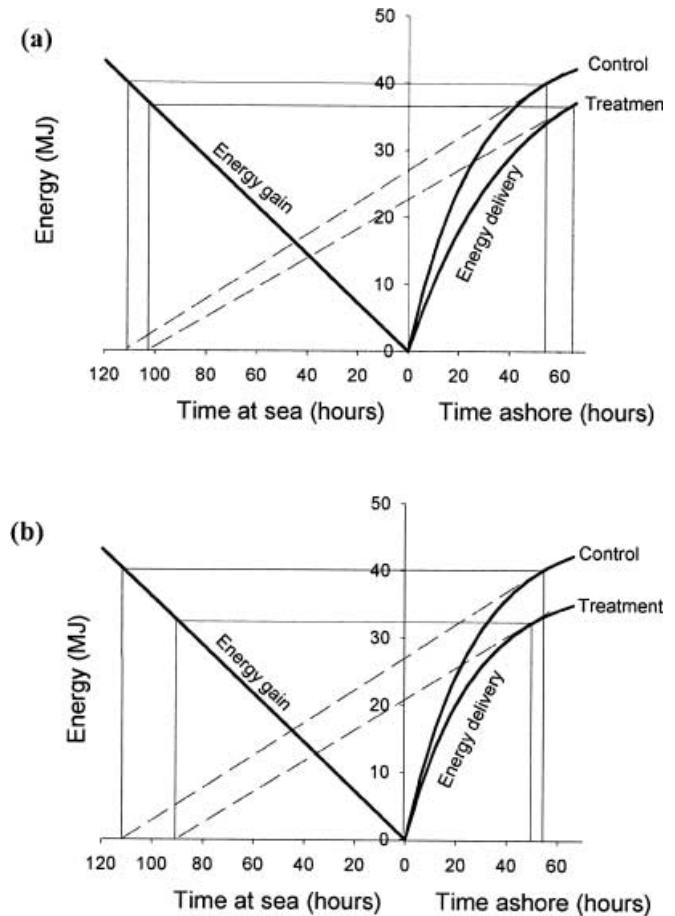 (a)
50
40
30
20
10
0
Control
Treatmen
Energy gain
Energy delivery
Energy (MJ)
120 100 80 60 40 20 0 20 40 60
Time at sea (hours) Time ashore (hours)
(b)
50
40
30
20
10
0
Control
Treatment
Energy gain
Energy delivery
Energy (MJ)
120 100 80 60 40 20 0 20 40 60
Time at sea (hours) Time ashore (hours)